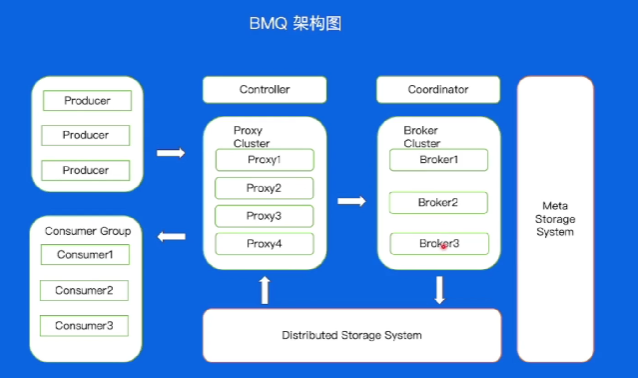 BMQ 架构图
Producer
Producer
Producer
Consumer Group
Consumer1
Consumer2
Consumer3
Controller
Proxy
Cluster
Proxy1
Proxy2
Proxy3
Proxy4
Coordinator
Broker
Cluster
Broker1
Broker2
Broker3
Distributed Storage System
Meta
Storage
System